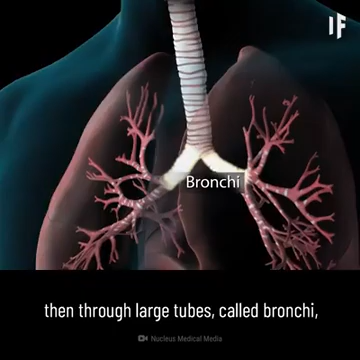 IF
Bronchi
then through large tubes, called bronchi,
Nucleus Medical Media